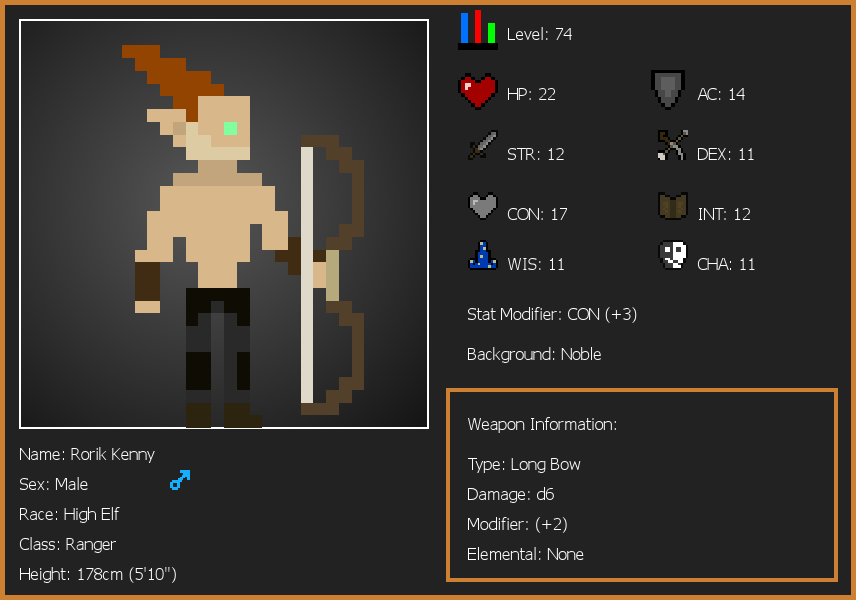 Level: 74
HP: 22
AC: 14
STR: 12
DEX: 11
CON: 17
INT: 12
WIS: 11
CHA: 11
Stat Modifier: CON (+3)
Background: Noble
Weapon Information:
Type: Long Bow
Damage: d6
Modifier: (+2)
Elemental: None
Name: Rorik Kenny
Sex: Male
Race: High Elf
Class: Ranger
Height: 178cm (5'10")